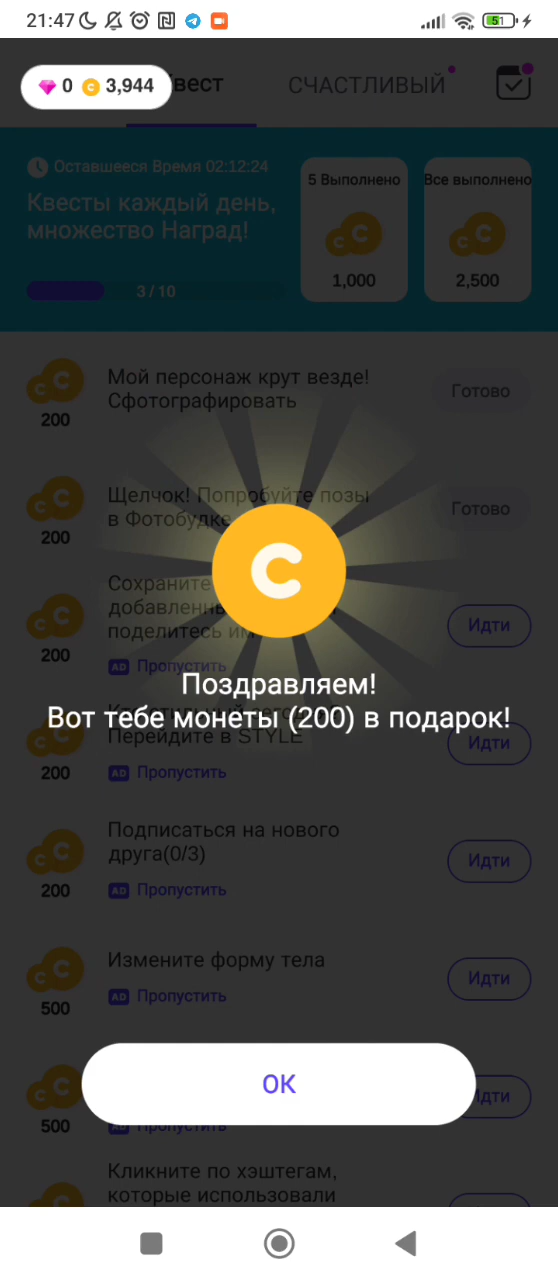 21:47
51
0 3,944
Квест
СЧАСТЛИВЫЙ
Оставшееся Время 02:12:24
Квесты каждый день,
множество Наград!
3 / 10
5 Выполнено
1,000
Все выполнено
2,500
Мой персонаж крут везде!
Сфотографировать
200
Готово
Щелчок! Попробуйте позы
в Фотобудке
200
Готово
Сохраните
добавленны
поделитесь им
AD Пропустить
200
Идти
Поздравляем!
Вот тебе монеты (200) в подарок!
Перейдите в STYLE
AD Пропустить
200
Идти
Подписаться на нового
друга(0/3)
AD Пропустить
200
Идти
Измените форму тела
AD Пропустить
500
Идти
OK
500
AD Пропустить
Идти
Кликните по хэштегам,
которые использовали